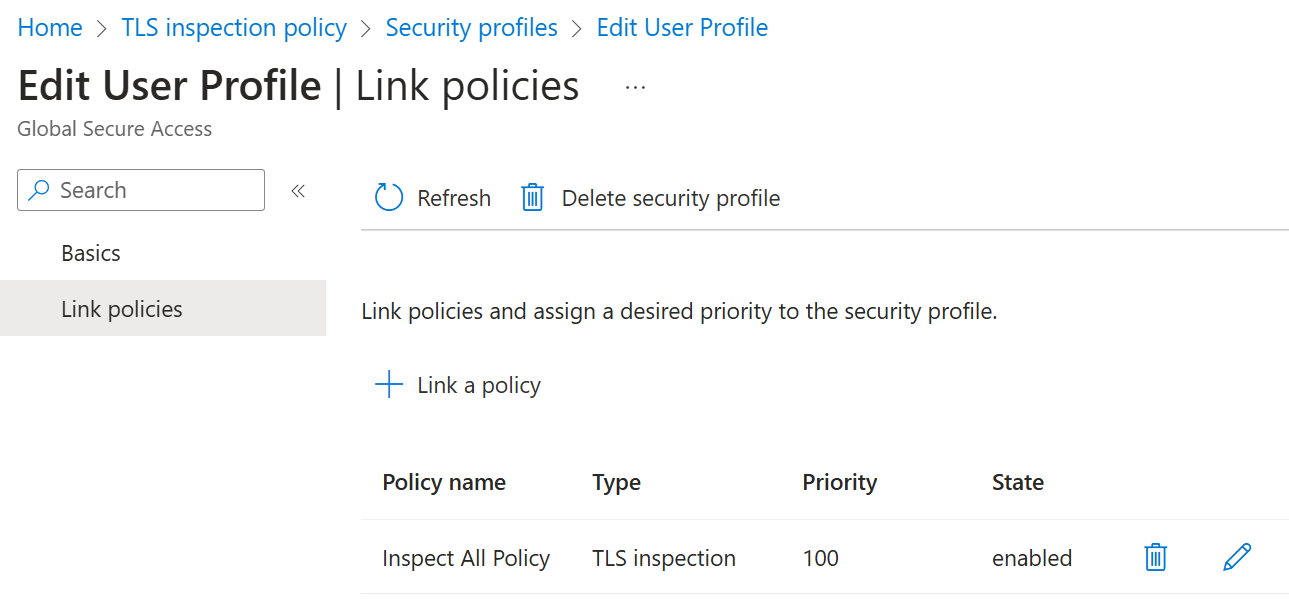 Home > TLS inspection policy > Security profiles > Edit User Profile
Edit User Profile | Link policies ...
Global Secure Access
Search «
Refresh Delete security profile
Basics
Link policies
Link policies and assign a desired priority to the security profile.
+ Link a policy
Policy name Type Priority State
Inspect All Policy TLS inspection 100 enabled